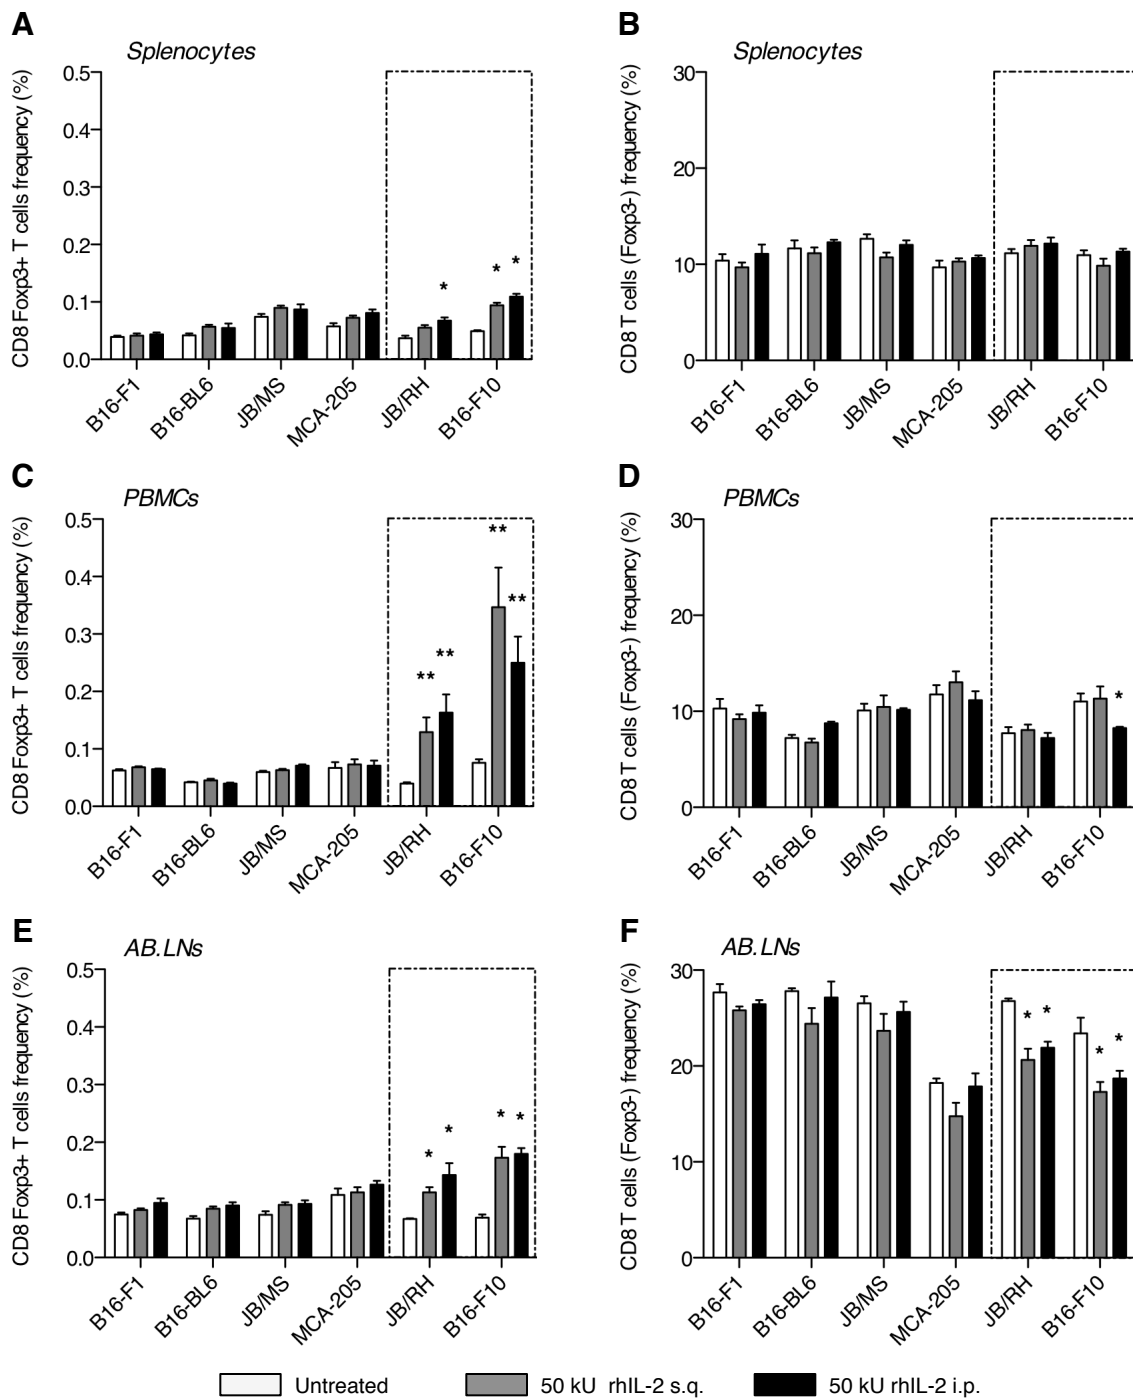 A
Splenocytes
CD8 Foxp3+ T cells frequency (%)
0.5
0.4
0.3
0.2
0.1
0.0
*
* *
B16-F1
B16-BL6
JB/MS
MCA-205
JB/RH
B16-F10
B
Splenocytes
CD8 T cells (Foxp3-) frequency (%)
30
20
10
0
B16-F1
B16-BL6
JB/MS
MCA-205
JB/RH
B16-F10
C
PBMCs
CD8 Foxp3+ T cells frequency (%)
0.5
0.4
0.3
0.2
0.1
0.0
** **
** **
B16-F1
B16-BL6
JB/MS
MCA-205
JB/RH
B16-F10
D
PBMCs
CD8 T cells (Foxp3-) frequency (%)
30
20
10
0
*
B16-F1
B16-BL6
JB/MS
MCA-205
JB/RH
B16-F10
E
AB.LNs
CD8 Foxp3+ T cells frequency (%)
0.5
0.4
0.3
0.2
0.1
0.0
* *
* *
B16-F1
B16-BL6
JB/MS
MCA-205
JB/RH
B16-F10
F
AB.LNs
CD8 T cells (Foxp3-) frequency (%)
30
20
10
0
* *
* *
B16-F1
B16-BL6
JB/MS
MCA-205
JB/RH
B16-F10
Untreated
50 kU rhIL-2 s.q.
50 kU rhIL-2 i.p.